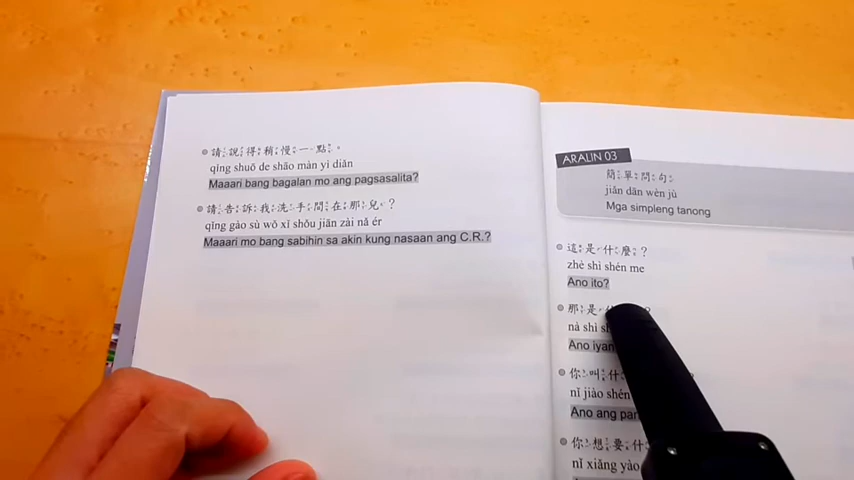 請說得稍慢一點。
qǐng shuō de shāo màn yì diǎn
Maaari bang bagalan mo ang pagsasalita?
請告訴我洗手間在那兒？
qǐng gào sù wǒ xǐ shǒu jiān zài nǎ ér
Maaari mo bang sabihin sa akin kung nasaan ang C.R.?
ARALIN 03
簡單問句
jiǎn dān wèn jù
Mga simpleng tanong
這是什麼？
zhè shì shén me
Ano ito?
那是
nà shì
Ano iyan
你叫什
nǐ jiào shén
Ano ang
你想要什
nǐ xiǎng yào